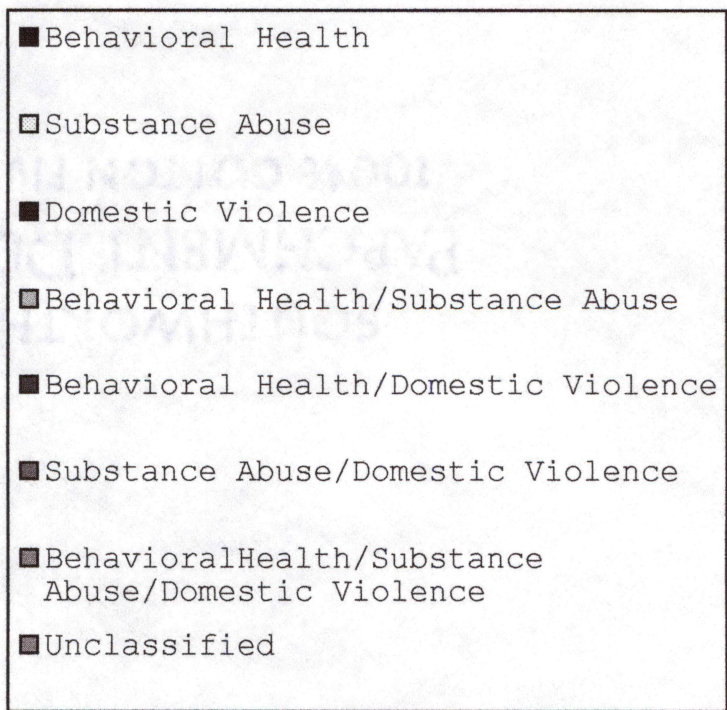 Behavioral Health
Substance Abuse
Domestic Violence
Behavioral Health/Substance Abuse
Behavioral Health/Domestic Violence
Substance Abuse/Domestic Violence
BehavioralHealth/Substance
Abuse/Domestic Violence
Unclassified